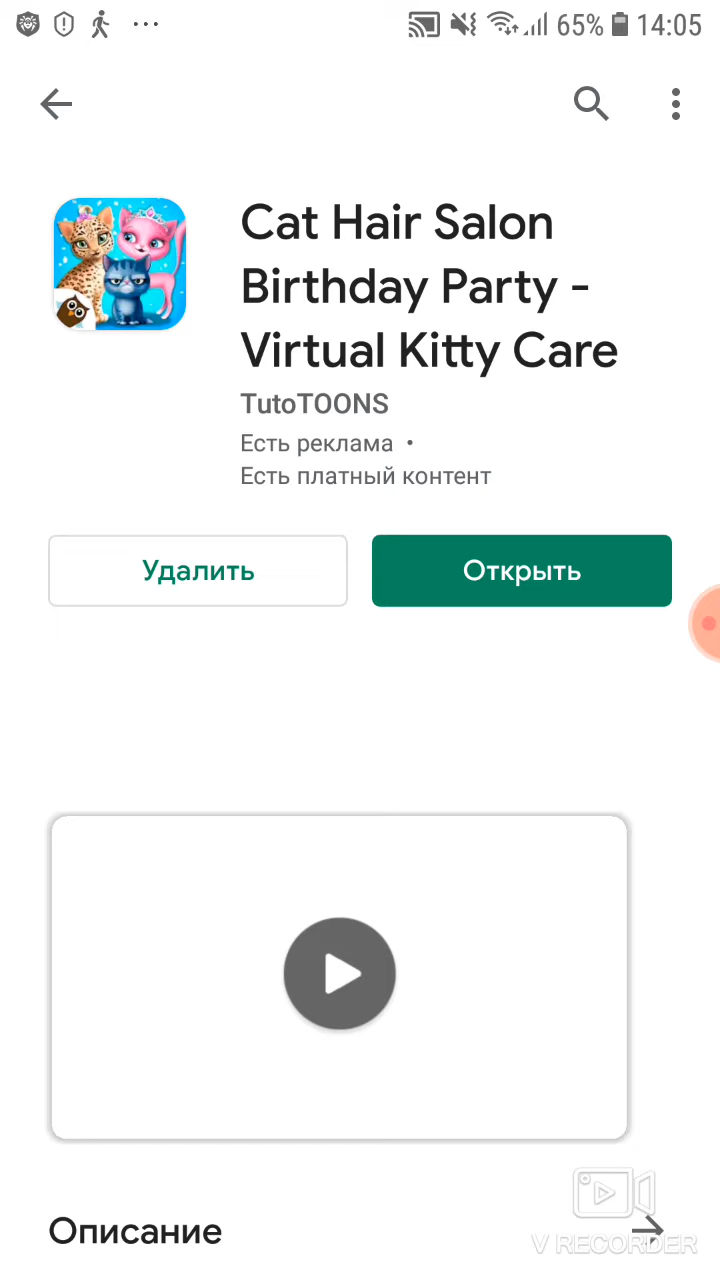 65% 14:05
Cat Hair Salon
Birthday Party -
Virtual Kitty Care
TutoTOONS
Есть реклама •
Есть платный контент
Удалить
Открыть
Описание
V RECORDER